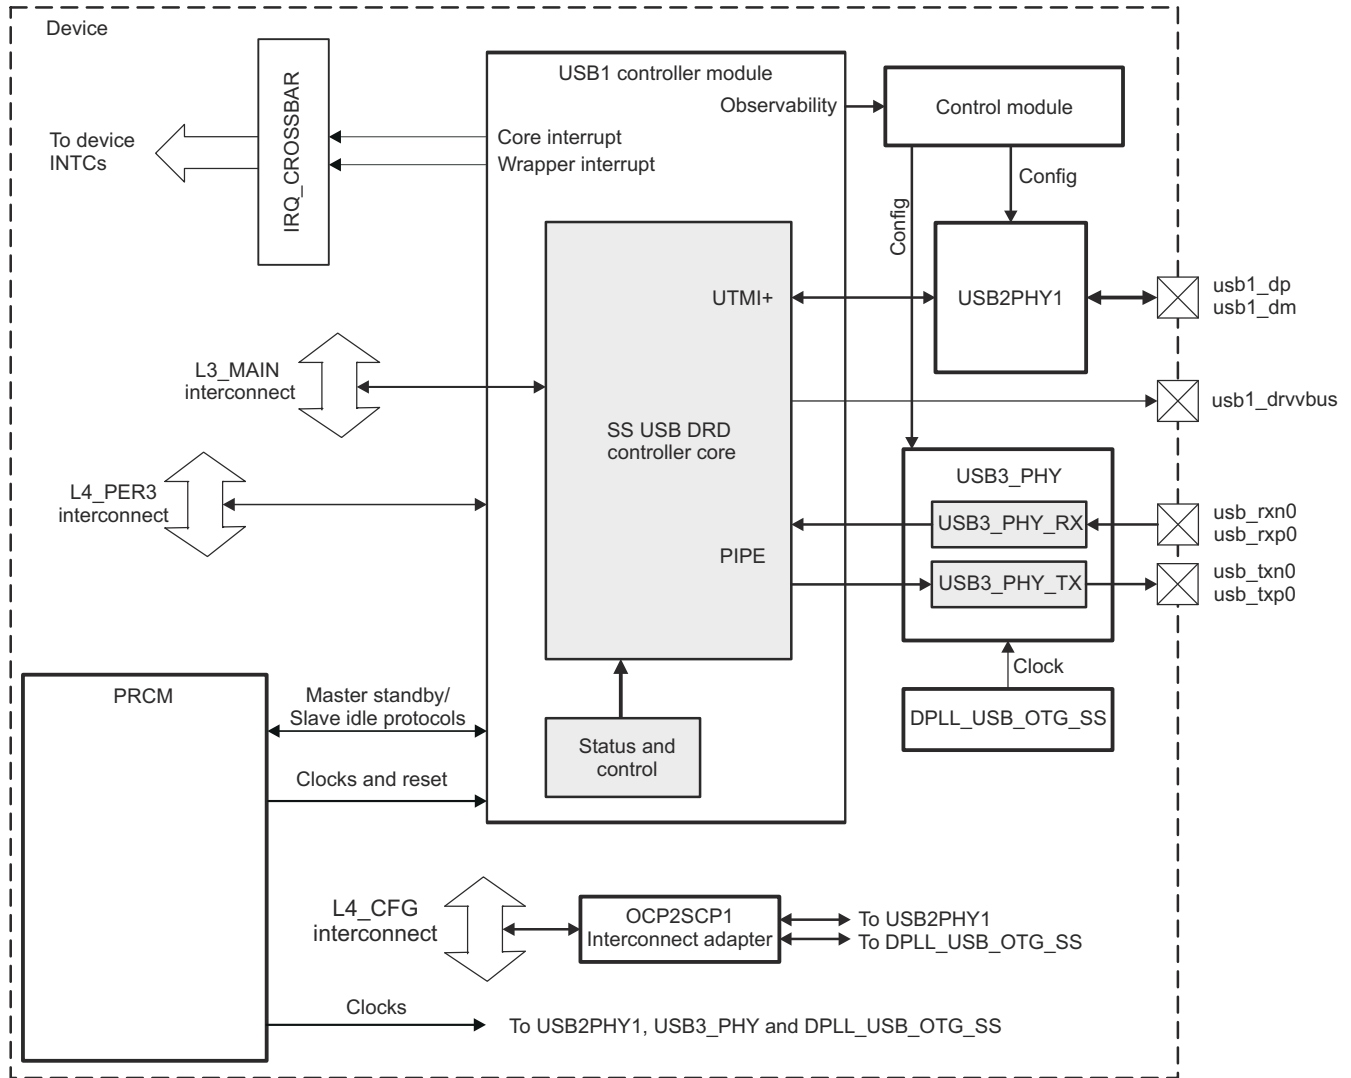 Device
USB1 controller module
Observability
Control module
To device
INTCs
IRQ_CROSSBAR
Core interrupt
Wrapper interrupt
Config
Config
UTMI+
USB2PHY1
usb1_dp
usb1_dm
L3_MAIN
interconnect
usb1_drvvbus
SS USB DRD
controller core
L4_PER3
interconnect
USB3_PHY
USB3_PHY_RX
usb_rxn0
usb_rxp0
PIPE
USB3_PHY_TX
usb_txn0
usb_txp0
Clock
DPLL_USB_OTG_SS
PRCM
Master standby/
Slave idle protocols
Status and
control
Clocks and reset
L4_CFG
interconnect
OCP2SCP1
Interconnect adapter
To USB2PHY1
To DPLL_USB_OTG_SS
Clocks
To USB2PHY1, USB3_PHY and DPLL_USB_OTG_SS